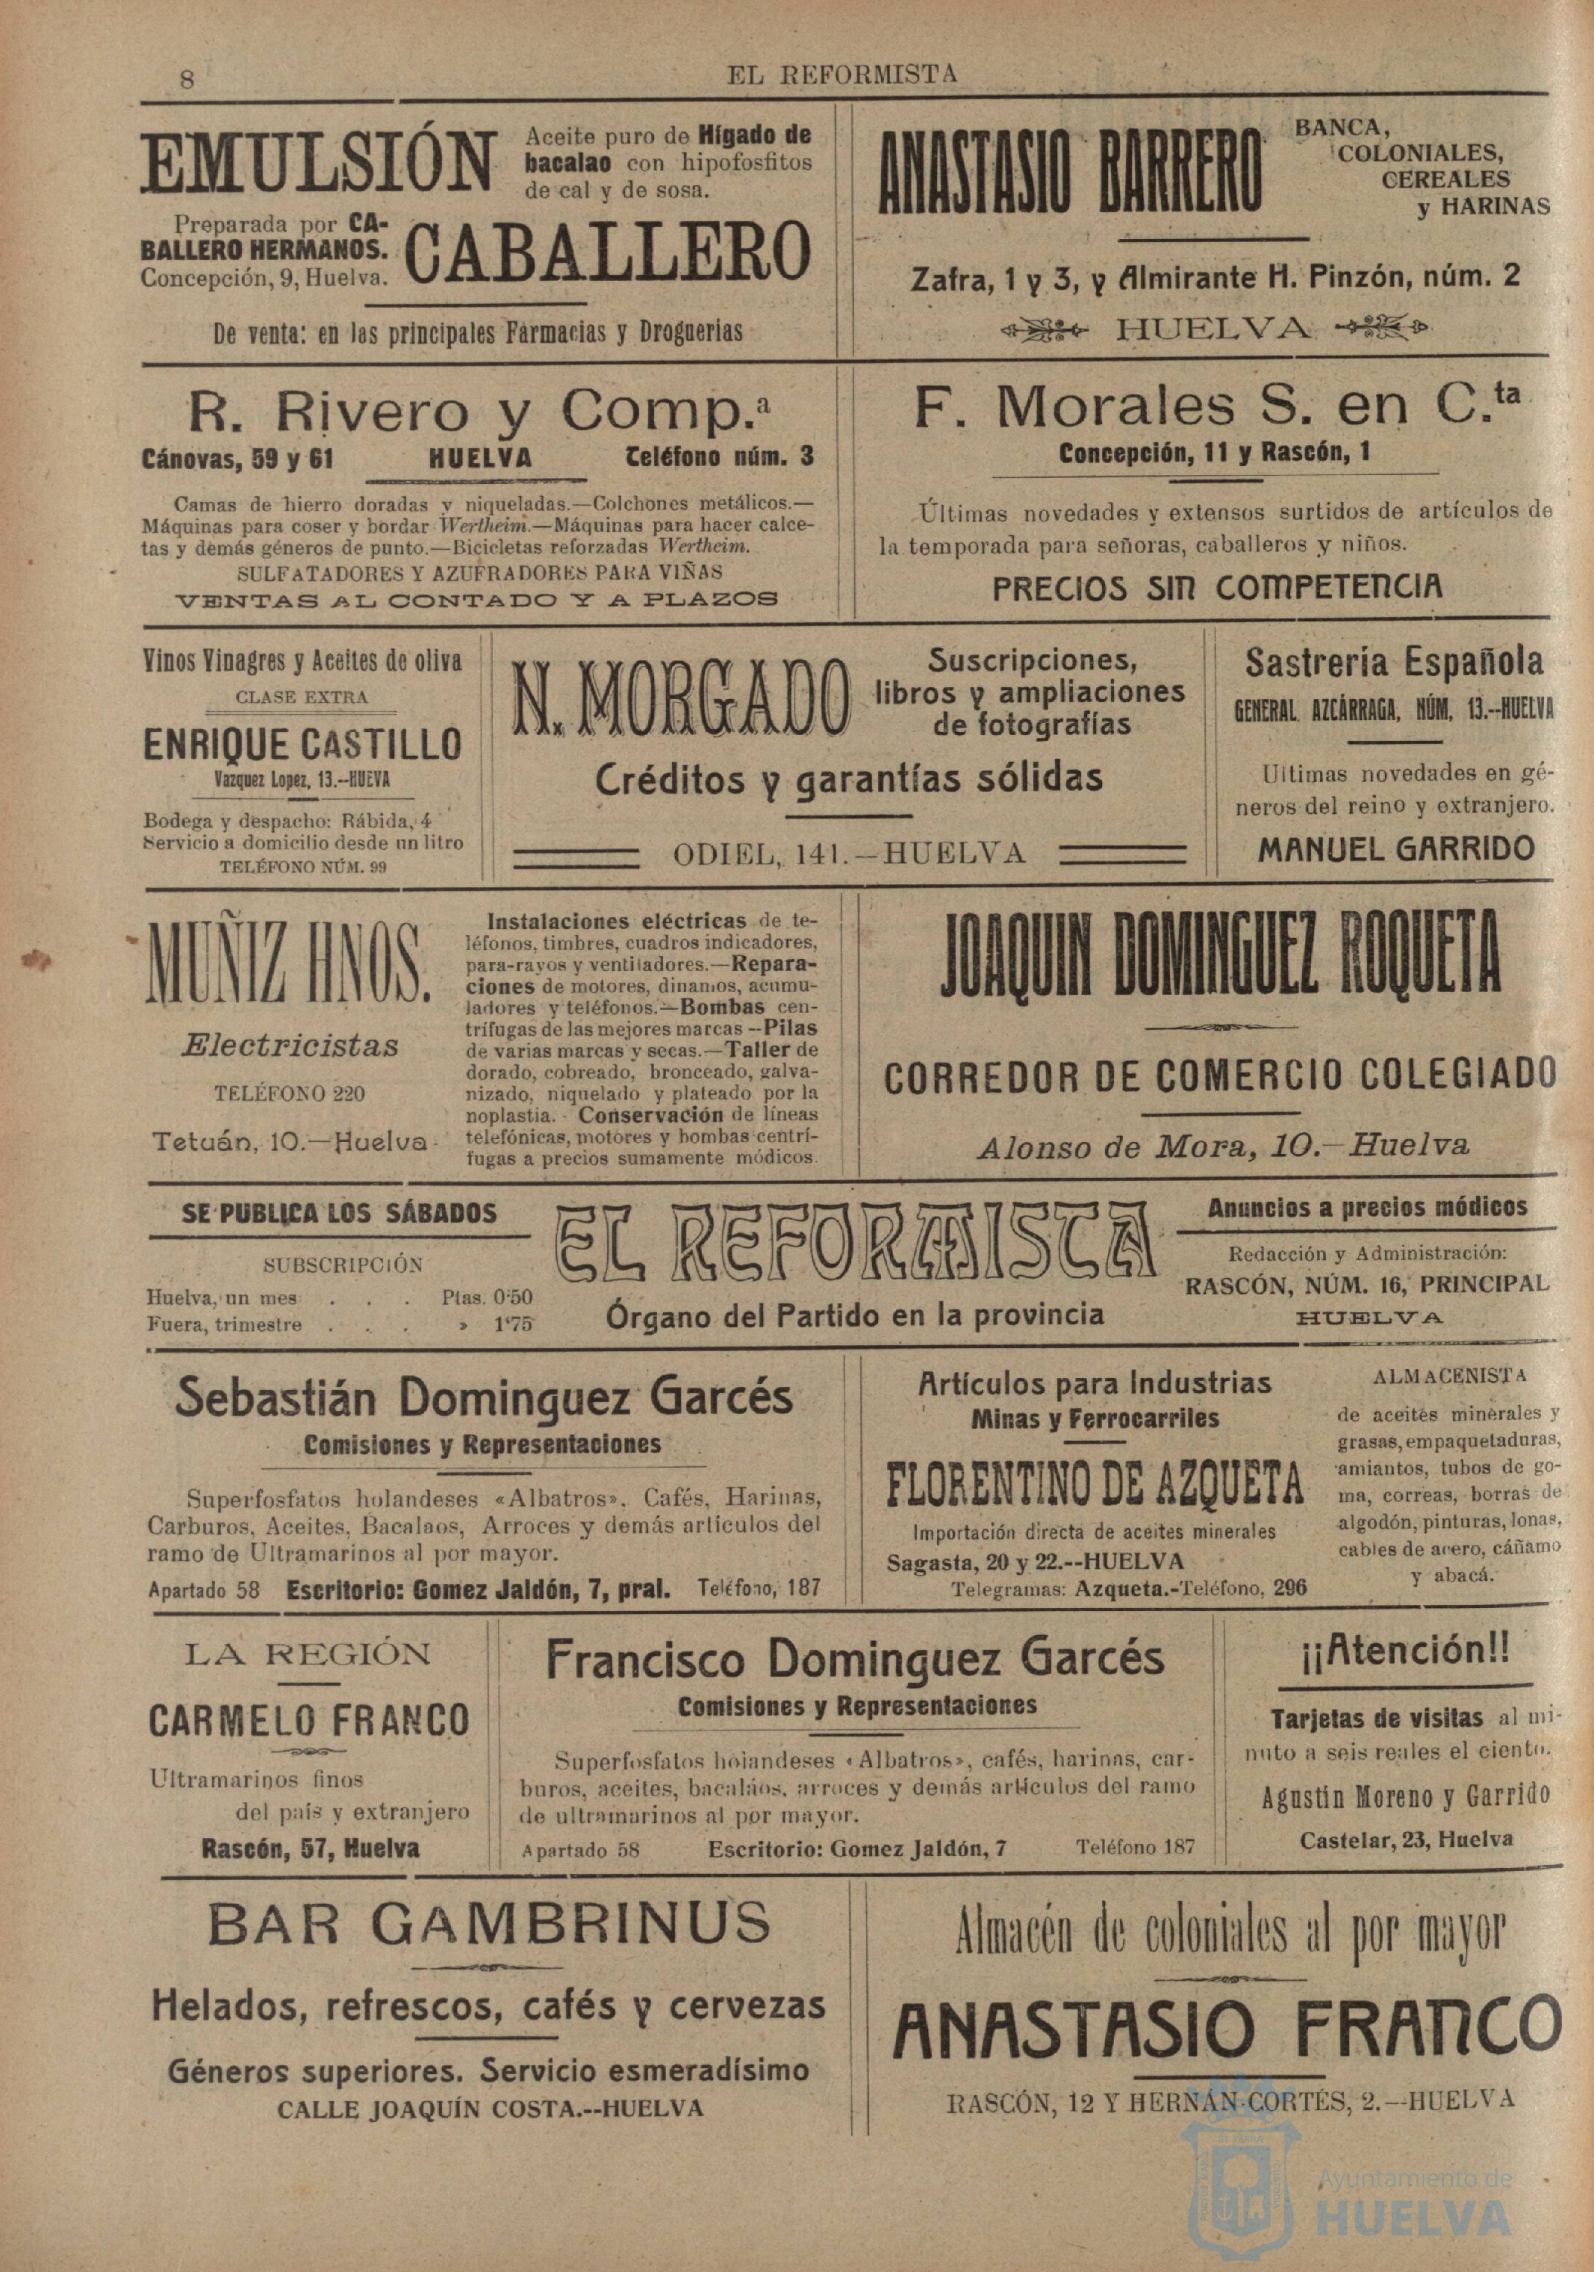 8
EL REFORMISTA
EMULSIÓN
Aceite puro de Hígado de
bacalao con hipofosfitos
de cal y de sosa.
Preparada por CA-
BALLERO HERMANOS.
Concepción, 9, Huelva.
CABALLERO
De venta: en las principales Farmacias y Droguerias
ANASTASIO BARRERO
BANCA,
COLONIALES,
CEREALES
y HARINAS
Zafra, 1 y 3, y Almirante H. Pinzón, núm. 2
HUELVA
R. Rivero y Comp.ª
Cánovas, 59 y 61 HUELVA Teléfono núm. 3
Camas de hierro doradas y niqueladas.—Colchones metálicos.—
Máquinas para coser y bordar Wertheim.—Máquinas para hacer calce-
tas y demás géneros de punto.—Bicicletas reforzadas Wertheim.
SULFATADORES Y AZUFRADORES PARA VIÑAS
VENTAS AL CONTADO Y A PLAZOS
F. Morales S. en C.ta
Concepción, 11 y Rascón, 1
Últimas novedades y extensos surtidos de artículos de
la temporada para señoras, caballeros y niños.
PRECIOS SIN COMPETENCIA
Vinos Vinagres y Aceites de oliva
CLASE EXTRA
ENRIQUE CASTILLO
Vazquez Lopez, 13.--HUEVA
Bodega y despacho: Rábida, 4
Servicio a domicilio desde un litro
TELÉFONO NÚM. 99
N. MORGADO
Suscripciones,
libros y ampliaciones
de fotografías
Créditos y garantías sólidas
ODIEL, 141.—HUELVA
Sastrería Española
GENERAL AZCÁRRAGA, NÚM, 13.--HUELVA
Ultimas novedades en gé-
neros del reino y extranjero.
MANUEL GARRIDO
MUÑIZ HNOS.
Electricistas
TELÉFONO 220
Tetuán, 10.—Huelva
Instalaciones eléctricas de te-
léfonos, timbres, cuadros indicadores,
para-rayos y ventiladores.—Repara-
ciones de motores, dinamos, acumu-
ladores y teléfonos.—Bombas cen-
trífugas de las mejores marcas —Pilas
de varias marcas y secas.—Taller de
dorado, cobreado, bronceado, galva-
nizado, niquelado y plateado por la
noplastia. - Conservación de líneas
telefónicas, motores y bombas centrí-
fugas a precios sumamente módicos.
JOAQUIN DOMINGUEZ ROQUETA
CORREDOR DE COMERCIO COLEGIADO
Alonso de Mora, 10.—Huelva
SE PUBLICA LOS SÁBADOS
SUBSCRIPCIÓN
Huelva, un mes . . . Ptas. 0'50
Fuera, trimestre . . . » 1'75
EL REFORMISTA
Órgano del Partido en la provincia
Anuncios a precios módicos
Redacción y Administración:
RASCÓN, NÚM. 16, PRINCIPAL
HUELVA
Sebastián Dominguez Garcés
Comisiones y Representaciones
Superfosfatos holandeses «Albatros», Cafés, Harinas,
Carburos, Aceites, Bacalaos, Arroces y demás artículos del
ramo de Ultramarinos al por mayor.
Apartado 58 Escritorio: Gomez Jaldón, 7, pral. Teléfono, 187
Artículos para Industrias
Minas y Ferrocarriles
FLORENTINO DE AZQUETA
Importación directa de aceites minerales
Sagasta, 20 y 22.--HUELVA
Telegramas: Azqueta.-Teléfono, 296
ALMACENISTA
de aceites minerales y
grasas, empaquetaduras,
amiantos, tubos de go-
ma, correas, borras de
algodón, pinturas, lonas,
cables de acero, cáñamo
y abacá.
LA REGIÓN
CARMELO FRANCO
Ultramarinos finos
del país y extranjero
Rascón, 57, Huelva
Francisco Dominguez Garcés
Comisiones y Representaciones
Superfosfatos holandeses «Albatros», cafés, harinas, car-
buros, aceites, bacalaos, arroces y demás artículos del ramo
de ultramarinos al por mayor.
Apartado 58 Escritorio: Gomez Jaldón, 7 Teléfono 187
¡¡Atención!!
Tarjetas de visitas al mi-
nuto a seis reales el ciento.
Agustin Moreno y Garrido
Castelar, 23, Huelva
BAR GAMBRINUS
Helados, refrescos, cafés y cervezas
Géneros superiores. Servicio esmeradísimo
CALLE JOAQUÍN COSTA.--HUELVA
Almacén de coloniales al por mayor
ANASTASIO FRANCO
RASCÓN, 12 Y HERNÁN CORTÉS, 2.--HUELVA
Ayuntamiento de
HUELVA